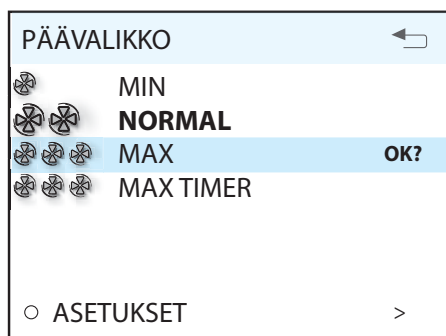 PÄÄVALIKKO
MIN
NORMAL
MAX OK?
MAX TIMER
ASETUKSET >